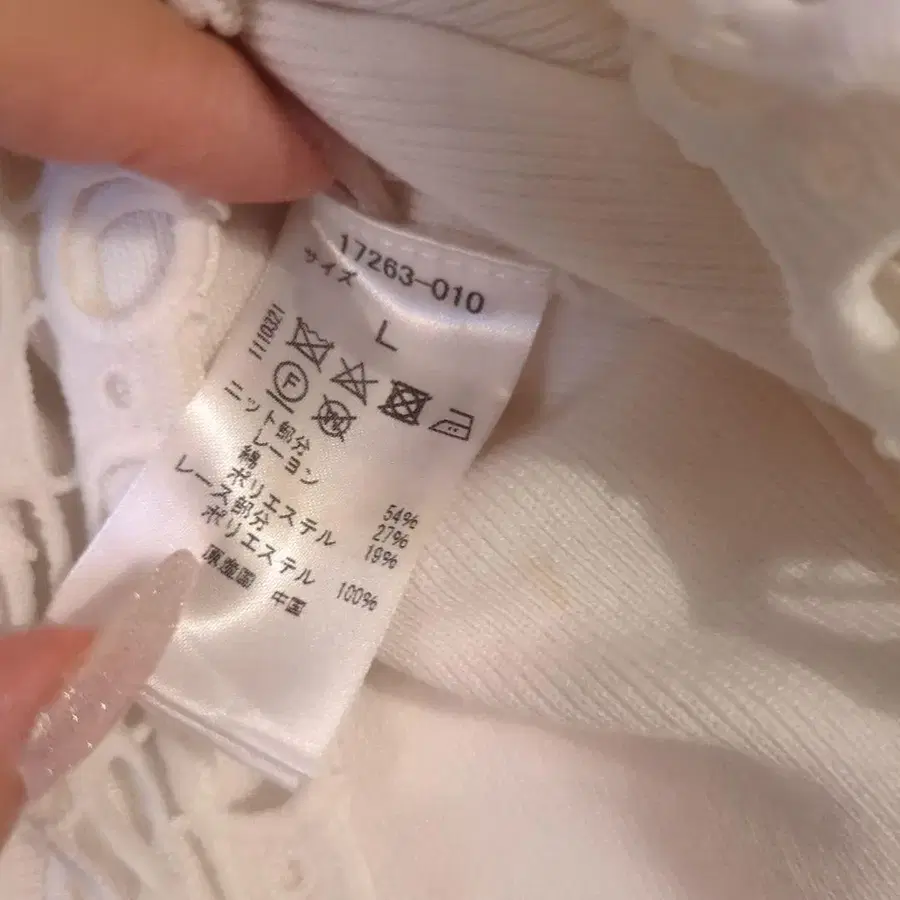 17263-010
サイズ
L
1110321
F
W
ニット部分
レーヨン 54%
綿 27%
ポリエステル 19%
レース部分
ポリエステル 100%
原産国 中国